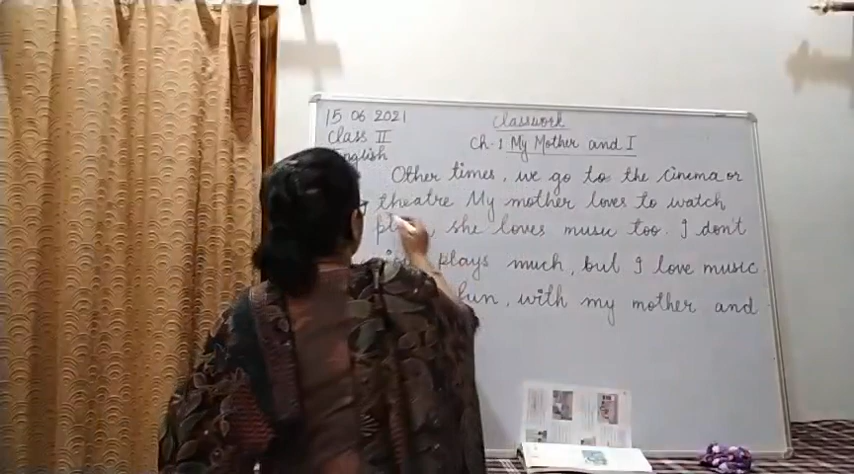 15 06 2021
Classwork
Class II
Ch-1 My Mother and I
English
Other times, we go to the cinema or
theatre My mother loves to watch
she loves music too. I don't
plays much, but I love music
fun, with my mother and